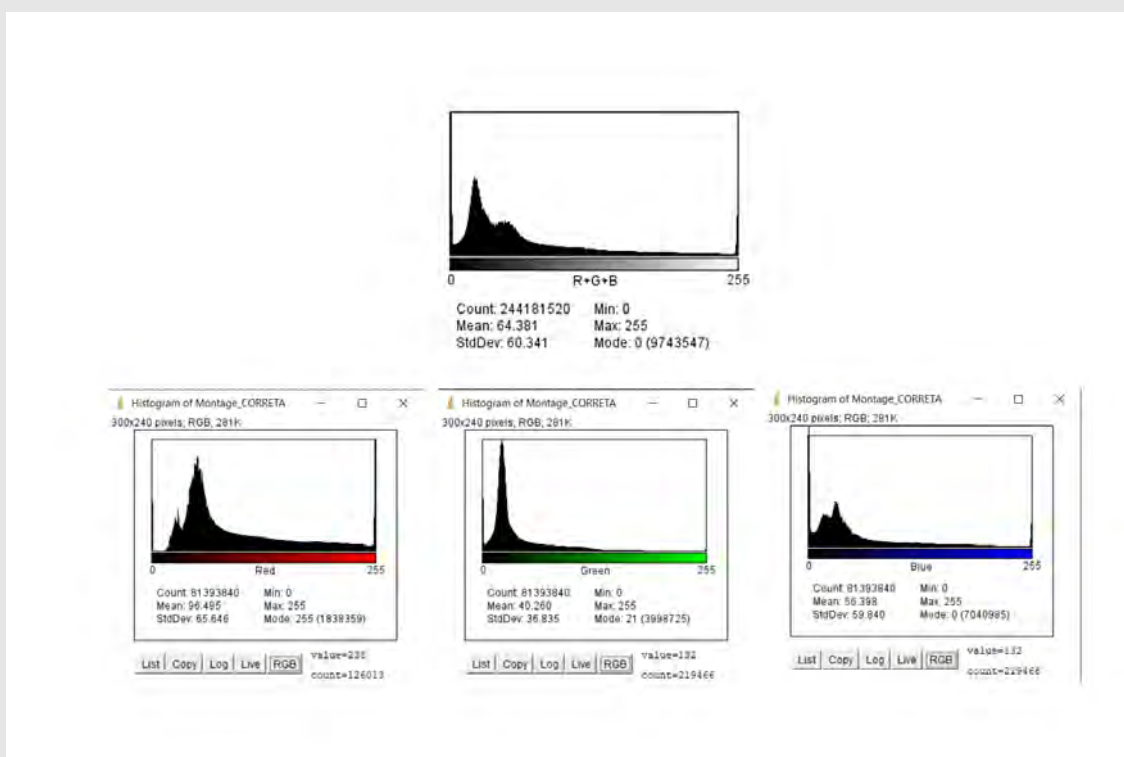 0 R+G+B 255
Count: 244181520 Min: 0
Mean: 64.381 Max: 255
StdDev: 60.341 Mode: 0 (9743547)
Histogram of Montage_CORRETA
300x240 pixels; RGB; 281K
0 Red 255
Count: 81393840 Min: 0
Mean: 96.485 Max: 255
StdDev: 65.646 Mode: 255 (1838359)
List Copy Log Live RGB
value=236
count=126013
Histogram of Montage_CORRETA
300x240 pixels; RGB; 281K
0 Green 255
Count: 81393840 Min: 0
Mean: 40.260 Max: 255
StdDev: 36.835 Mode: 21 (3998725)
List Copy Log Live RGB
value=132
count=219466
Histogram of Montage_CORRETA
300x240 pixels; RGB; 281K
0 Blue 255
Count: 81393840 Min: 0
Mean: 56.398 Max: 255
StdDev: 59.840 Mode: 0 (7040985)
List Copy Log Live RGB
value=132
count=219466